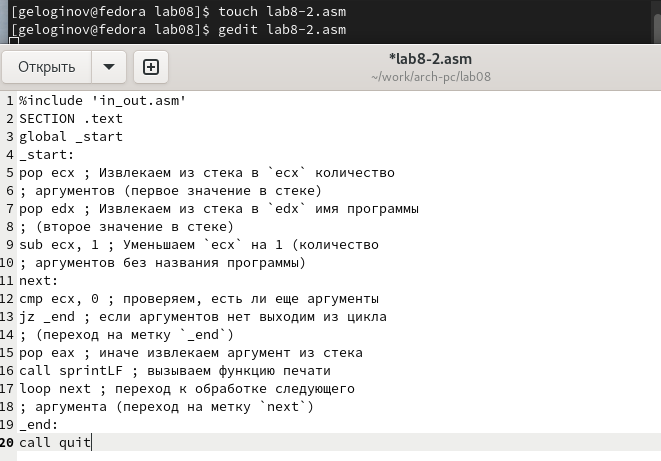 [geloginov@fedora lab08]$ touch lab8-2.asm
[geloginov@fedora lab08]$ gedit lab8-2.asm
Открыть
*lab8-2.asm
~/work/arch-pc/lab08
1 %include 'in_out.asm'
2 SECTION .text
3 global _start
4 _start:
5 pop ecx ; Извлекаем из стека в `ecx` количество
6 ; аргументов (первое значение в стеке)
7 pop edx ; Извлекаем из стека в `edx` имя программы
8 ; (второе значение в стеке)
9 sub ecx, 1 ; Уменьшаем `ecx` на 1 (количество
10 ; аргументов без названия программы)
11 next:
12 cmp ecx, 0 ; проверяем, есть ли еще аргументы
13 jz _end ; если аргументов нет выходим из цикла
14 ; (переход на метку `_end`)
15 pop eax ; иначе извлекаем аргумент из стека
16 call sprintLF ; вызываем функцию печати
17 loop next ; переход к обработке следующего
18 ; аргумента (переход на метку `next`)
19 _end:
20 call quit